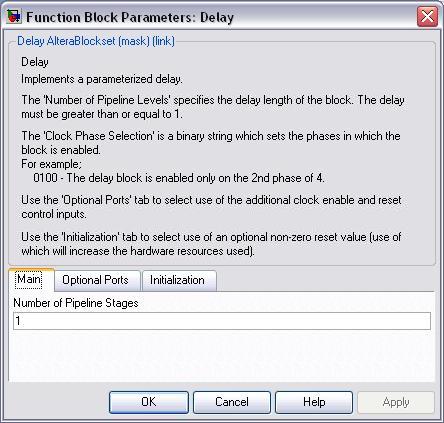 Function Block Parameters: Delay
Delay AlteraBlockset (mask) (link)
Delay
Implements a parameterized delay.
The 'Number of Pipeline Levels' specifies the delay length of the block. The delay
must be greater than or equal to 1.
The 'Clock Phase Selection' is a binary string which sets the phases in which the
block is enabled.
For example;
0100 - The delay block is enabled only on the 2nd phase of 4.
Use the 'Optional Ports' tab to select use of the additional clock enable and reset
control inputs.
Use the 'Initialization' tab to select use of an optional non-zero reset value (use of
which will increase the hardware resources used).
Main Optional Ports Initialization
Number of Pipeline Stages
1
OK Cancel Help Apply